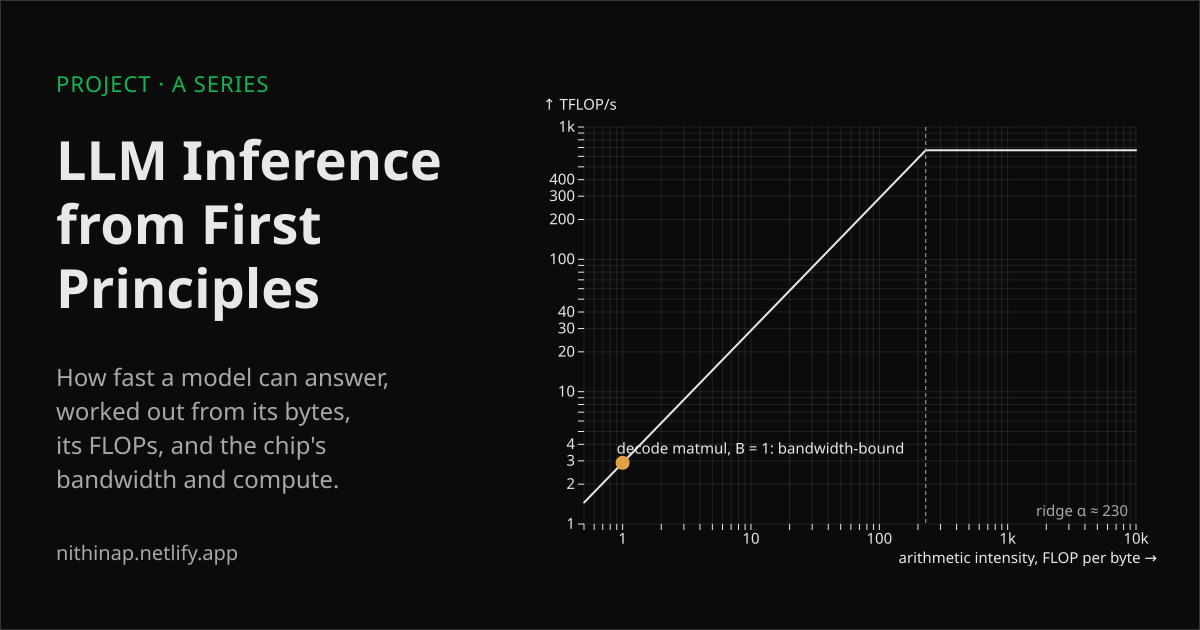 PROJECT · A SERIES
LLM Inference
from First
Principles
How fast a model can answer,
worked out from its bytes,
its FLOPs, and the chip's
bandwidth and compute.
nithinap.netlify.app
↑ TFLOP/s
1k
400
300
200
100
40
30
20
10
4
3
2
1
decode matmul, B = 1: bandwidth-bound
ridge α ≈ 230
1 10 100 1k 10k
arithmetic intensity, FLOP per byte →